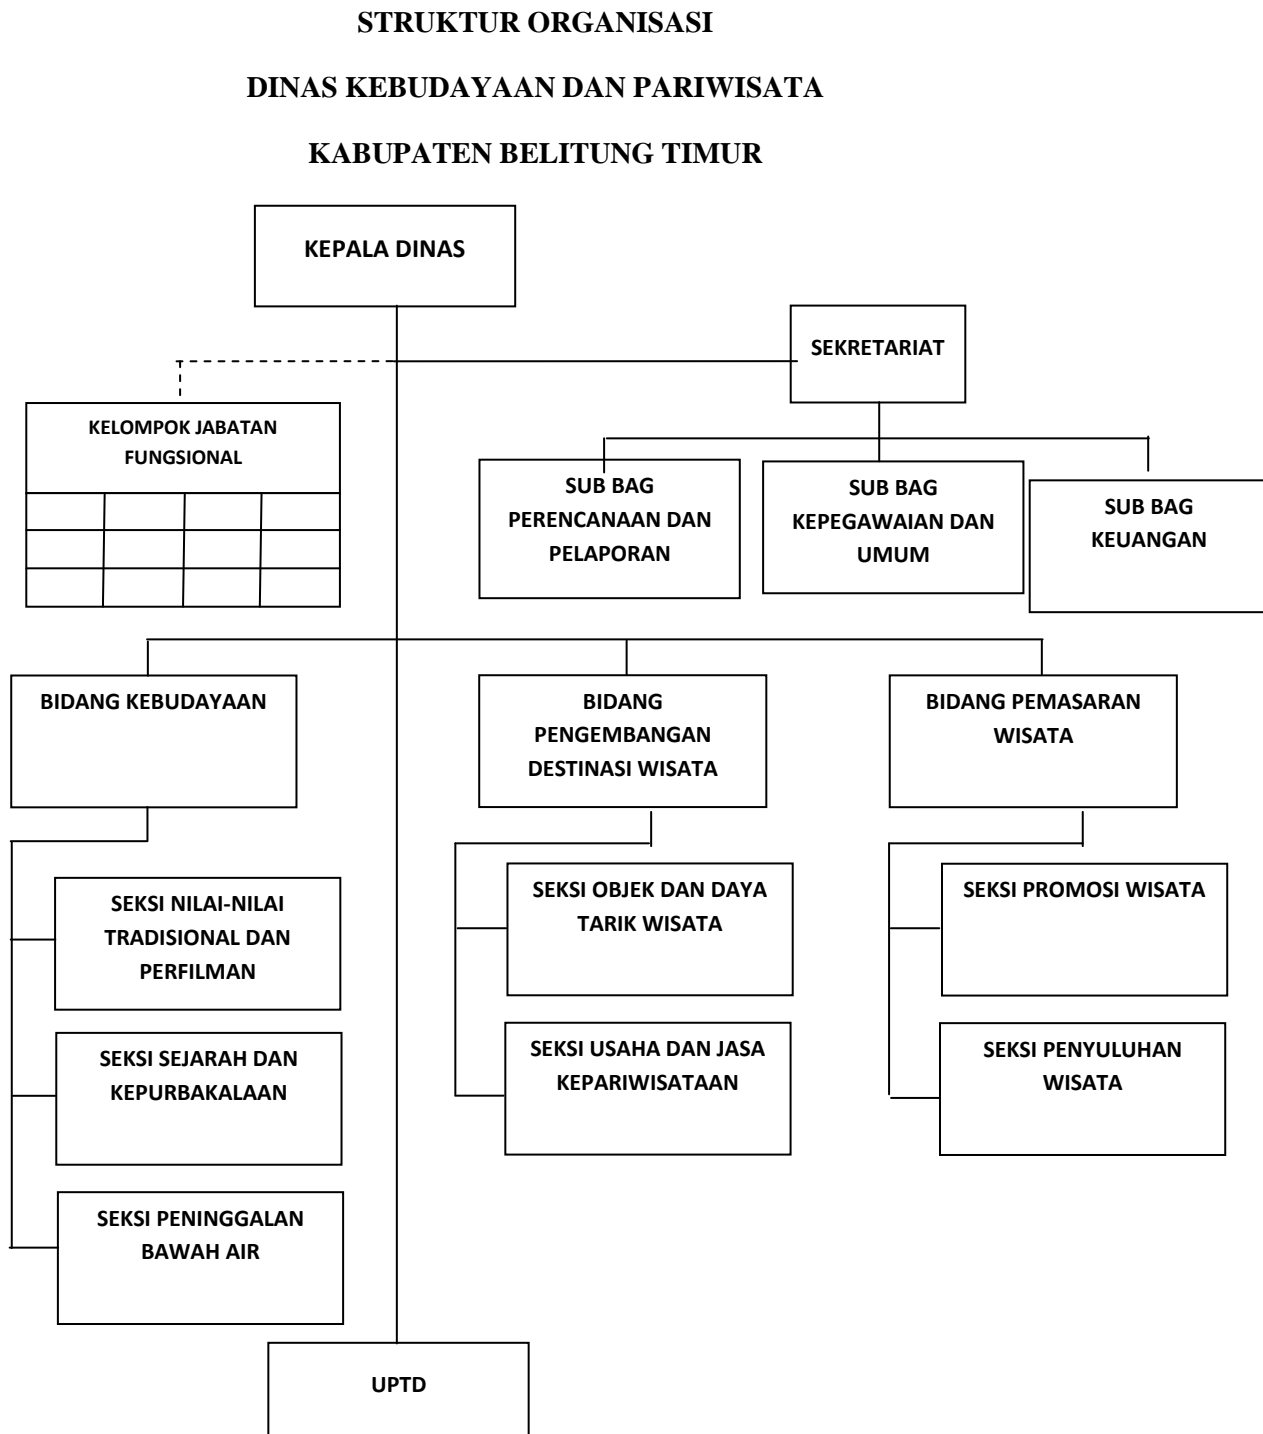 STRUKTUR ORGANISASI
DINAS KEBUDAYAAN DAN PARIWISATA
KABUPATEN BELITUNG TIMUR
KEPALA DINAS
SEKRETARIAT
KELOMPOK JABATAN
FUNGSIONAL
SUB BAG
PERENCANAAN DAN
PELAPORAN
SUB BAG
KEPEGAWAIAN DAN
UMUM
SUB BAG
KEUANGAN
BIDANG KEBUDAYAAN
BIDANG
PENGEMBANGAN
DESTINASI WISATA
BIDANG PEMASARAN
WISATA
SEKSI NILAI-NILAI
TRADISIONAL DAN
PERFILMAN
SEKSI OBJEK DAN DAYA
TARIK WISATA
SEKSI PROMOSI WISATA
SEKSI SEJARAH DAN
KEPURBAKALAAN
SEKSI USAHA DAN JASA
KEPARIWISATAAN
SEKSI PENYULUHAN
WISATA
SEKSI PENINGGALAN
BAWAH AIR
UPTD